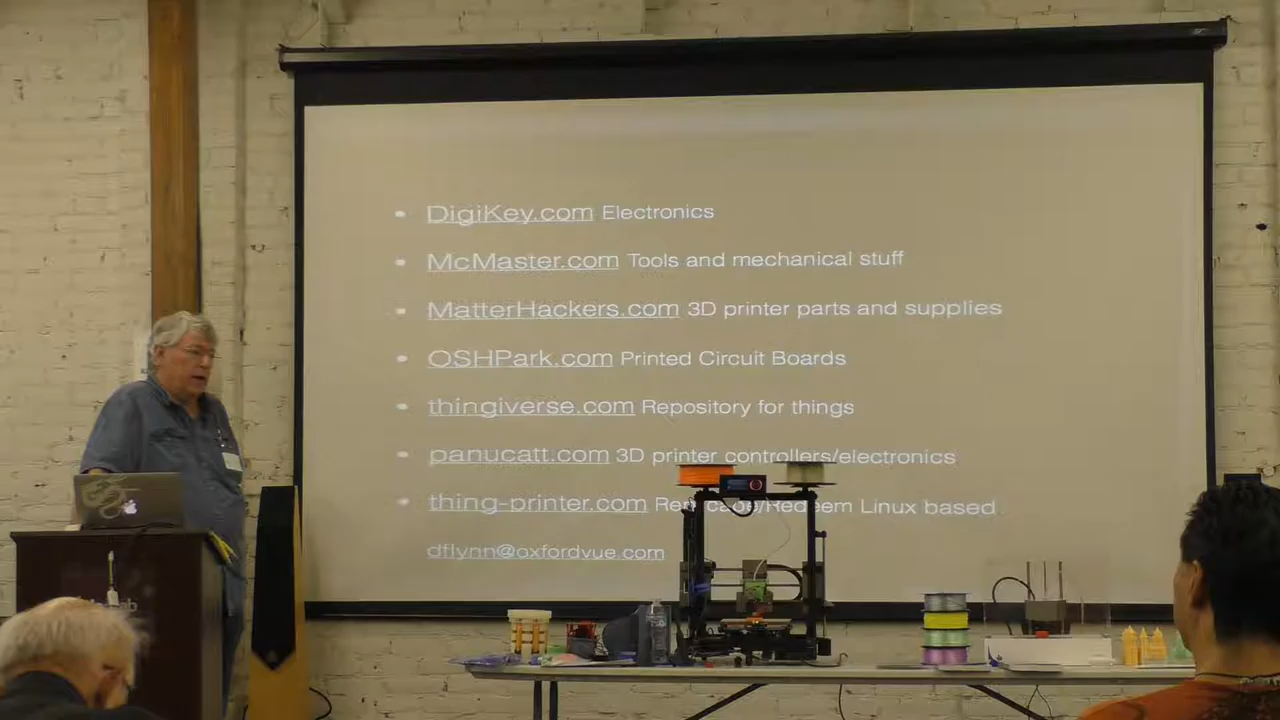 • DigiKey.com Electronics
• McMaster.com Tools and mechanical stuff
• MatterHackers.com 3D printer parts and supplies
• OSHPark.com Printed Circuit Boards
• thingiverse.com Repository for things
• panucatt.com 3D printer controllers/electronics
• thing-printer.com Linux based
dflynn@oxfordvue.com